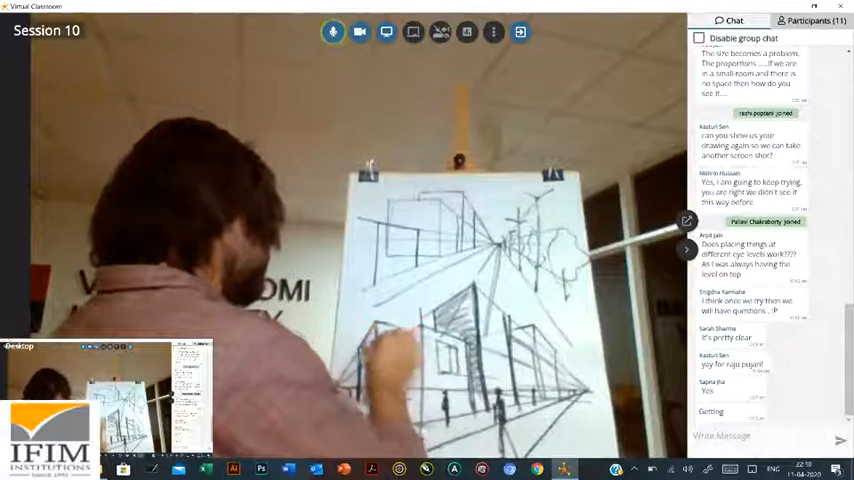 Virtual Classroom
Session 10
Chat
Participants (11)
Disable group chat
The size becomes a problem.
The proportions .....if we are
in a small room and there is
no space then how do you
see it....
rashi poptani joined
Kasturi Sen
can you show us your
drawing again so we can take
another screen shot?
Nishrin Hussain
Yes, i am going to keep trying,
you are right we didn't see it
this way before
Pallavi Chakraborty joined
Arpit Jain
Does placing things at
different eye levels work????
As I was always having the
level on top
Snigdha Karmahe
I think once we try then we
will have questions . :P
Sarah Sharma
It's pretty clear
Kasturi Sen
yay for raju pujari!
Sapna Jha
Yes
Getting
Write Message
OMI
Desktop
IFIM
INSTITUTIONS
SINCE 1995
ENG
22:18
11-04-2020